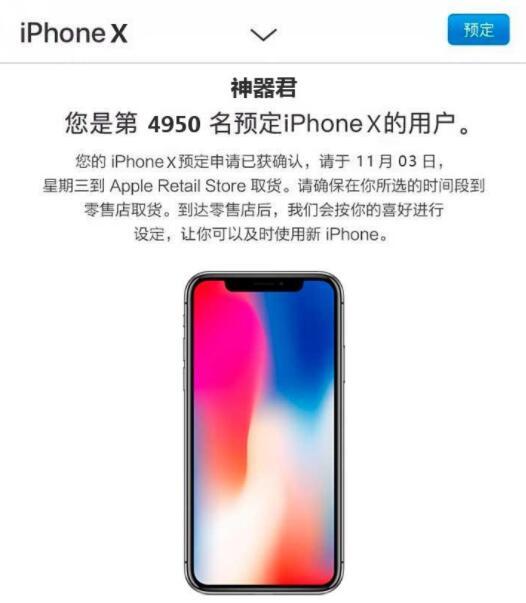 iPhone X
预定
神器君
您是第 4950 名预定iPhone X的用户。
您的 iPhone X预定申请已获确认，请于 11 月 03 日，
星期三到 Apple Retail Store 取货。请确保在你所选的时间段到
零售店取货。到达零售店后，我们会按你的喜好进行
设定，让你可以及时使用新 iPhone。